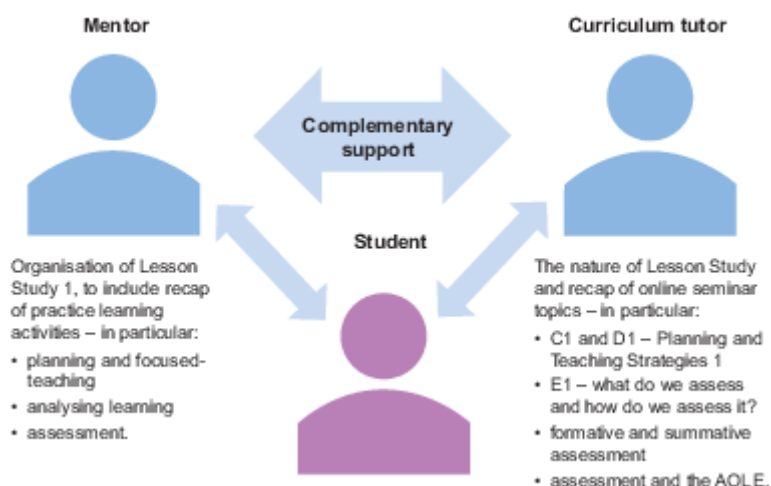 Mentor
Curriculum tutor
Complementary
support
Student
Organisation of Lesson
Study 1, to include recap
of practice learning
activities – in particular:
• planning and focused-
teaching
• analysing learning
• assessment.
The nature of Lesson Study
and recap of online seminar
topics – in particular:
• C1 and D1 – Planning and
Teaching Strategies 1
• E1 – what do we assess
and how do we assess it?
• formative and summative
assessment
• assessment and the AOLE.